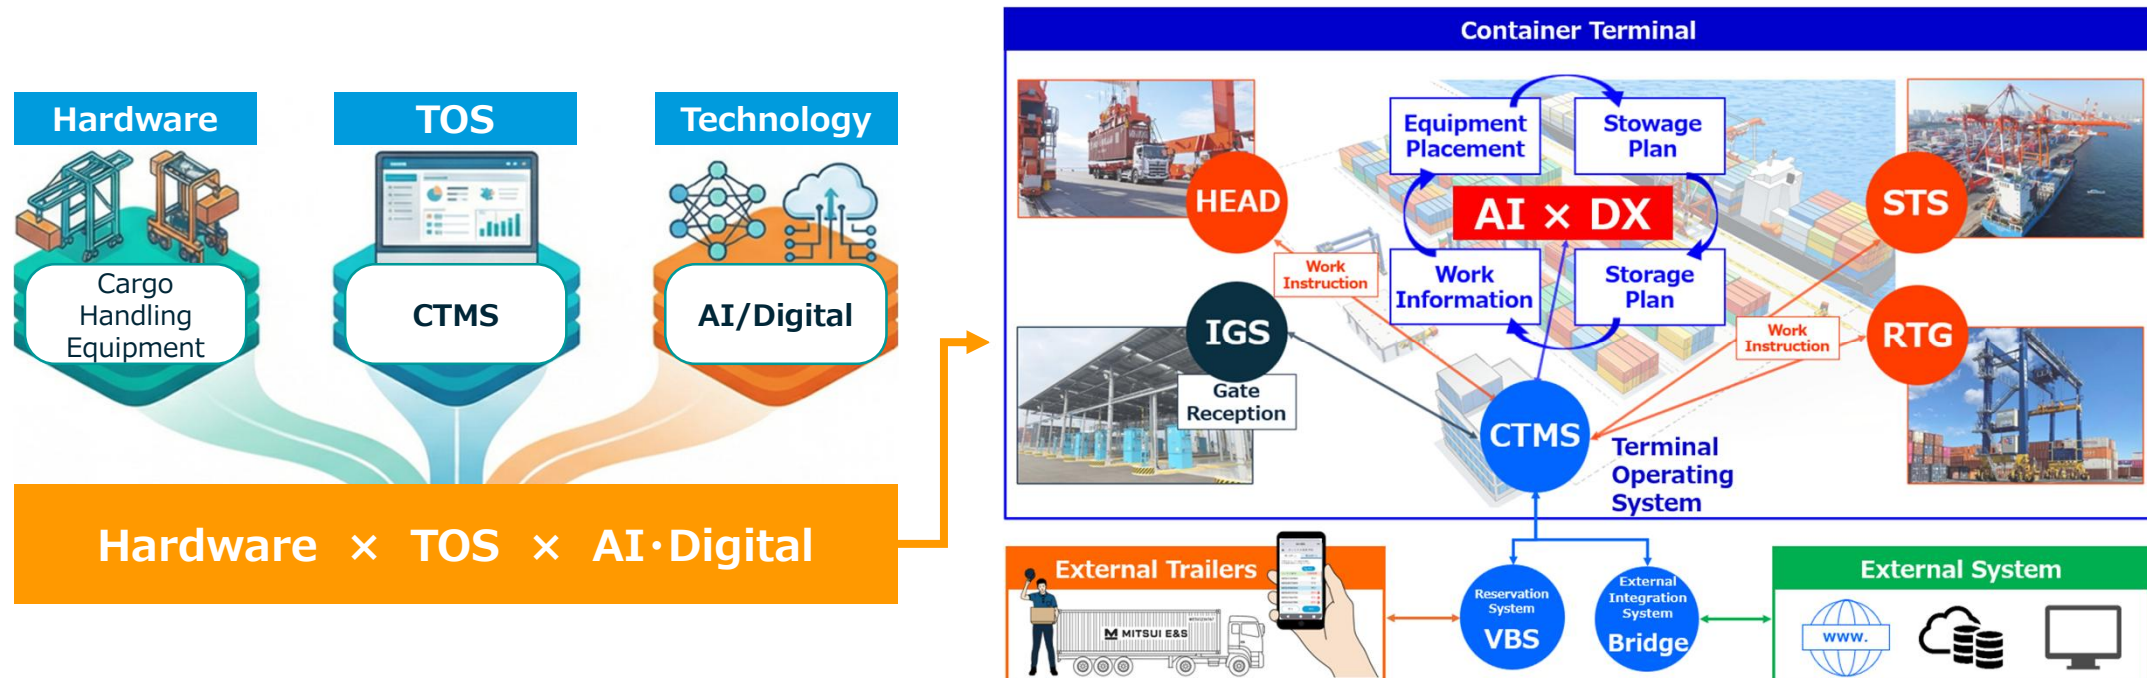 Hardware
TOS
Technology
Cargo
Handling
Equipment
CTMS
AI/Digital
Hardware × TOS × AI･Digital
Container Terminal
Equipment
Placement
Stowage
Plan
HEAD
AI × DX
STS
Work
Instruction
Work
Information
Storage
Plan
IGS
Gate
Reception
Work
Instruction
RTG
CTMS
Terminal
Operating
System
External Trailers
MITSUI E&S
Reservation
System
VBS
External
Integration
System
Bridge
External System
www.